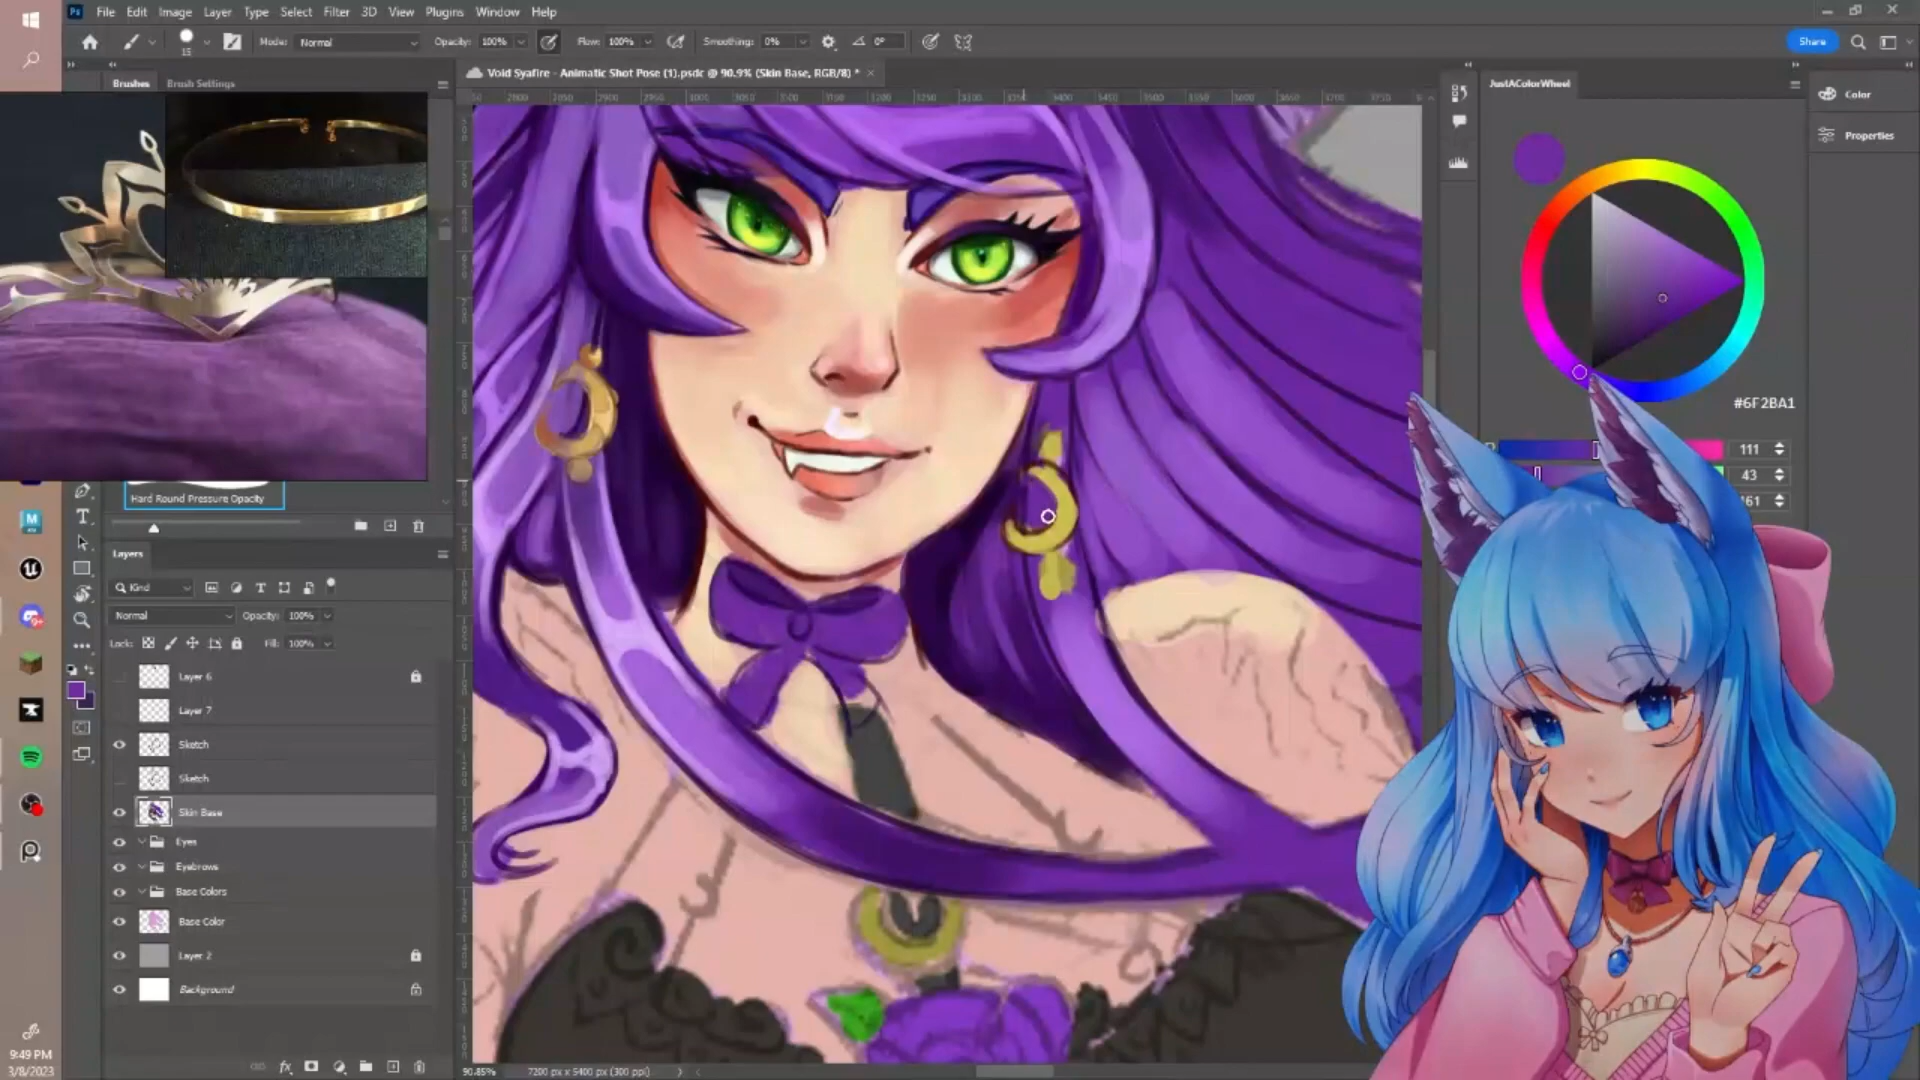 Ps File Edit Image Layer Type Select Filter 3D View Plugins Window Help
15 Mode: Normal Opacity: 100% Flow: 100% Smoothing: 0% 0° Share
Brushes Brush Settings
Void Syafire - Animatic Shot Pose (1).psdc @ 90.9% (Skin Base, RGB/8) *
JustAColorWheel
Color
Properties
#6F2BA1
111
43
161
Hard Round Pressure Opacity
Layers
Kind
Normal Opacity: 100%
Lock: Fill: 100%
Layer 6
Layer 7
Sketch
Sketch
Skin Base
Eyes
Eyebrows
Base Colors
Base Color
Layer 2
Background
9:49 PM
3/8/2023
90.85% 7200 px x 5400 px (300 ppi)